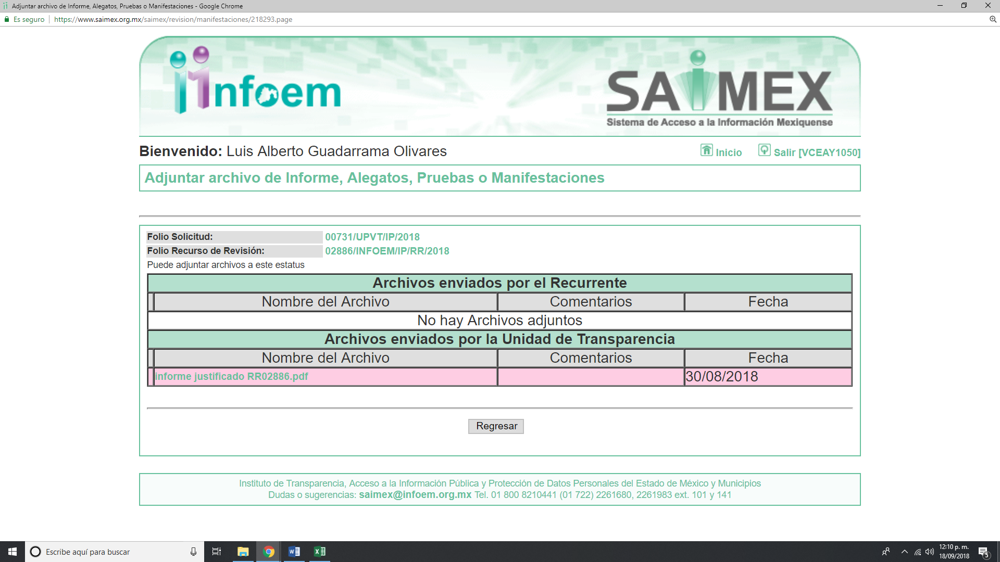 Adjuntar archivo de Informe, Alegatos, Pruebas o Manifestaciones - Google Chrome
Es seguro | https://www.saimex.org.mx/saimex/revision/manifestaciones/218293.page
infoem
SAIMEX
Sistema de Acceso a la Información Mexiquense
Bienvenido: Luis Alberto Guadarrama Olivares
Inicio Salir [VCEAY1050]
Adjuntar archivo de Informe, Alegatos, Pruebas o Manifestaciones
Folio Solicitud: 00731/UPVT/IP/2018
Folio Recurso de Revisión: 02886/INFOEM/IP/RR/2018
Puede adjuntar archivos a este estatus
Archivos enviados por el Recurrente
Nombre del Archivo Comentarios Fecha
No hay Archivos adjuntos
Archivos enviados por la Unidad de Transparencia
Nombre del Archivo Comentarios Fecha
informe justificado RR02886.pdf 30/08/2018
Regresar
Instituto de Transparencia, Acceso a la Información Pública y Protección de Datos Personales del Estado de México y Municipios
Dudas o sugerencias: saimex@infoem.org.mx Tel. 01 800 8210441 (01 722) 2261680, 2261983 ext. 101 y 141
Escribe aquí para buscar
12:10 p. m.
18/09/2018
5